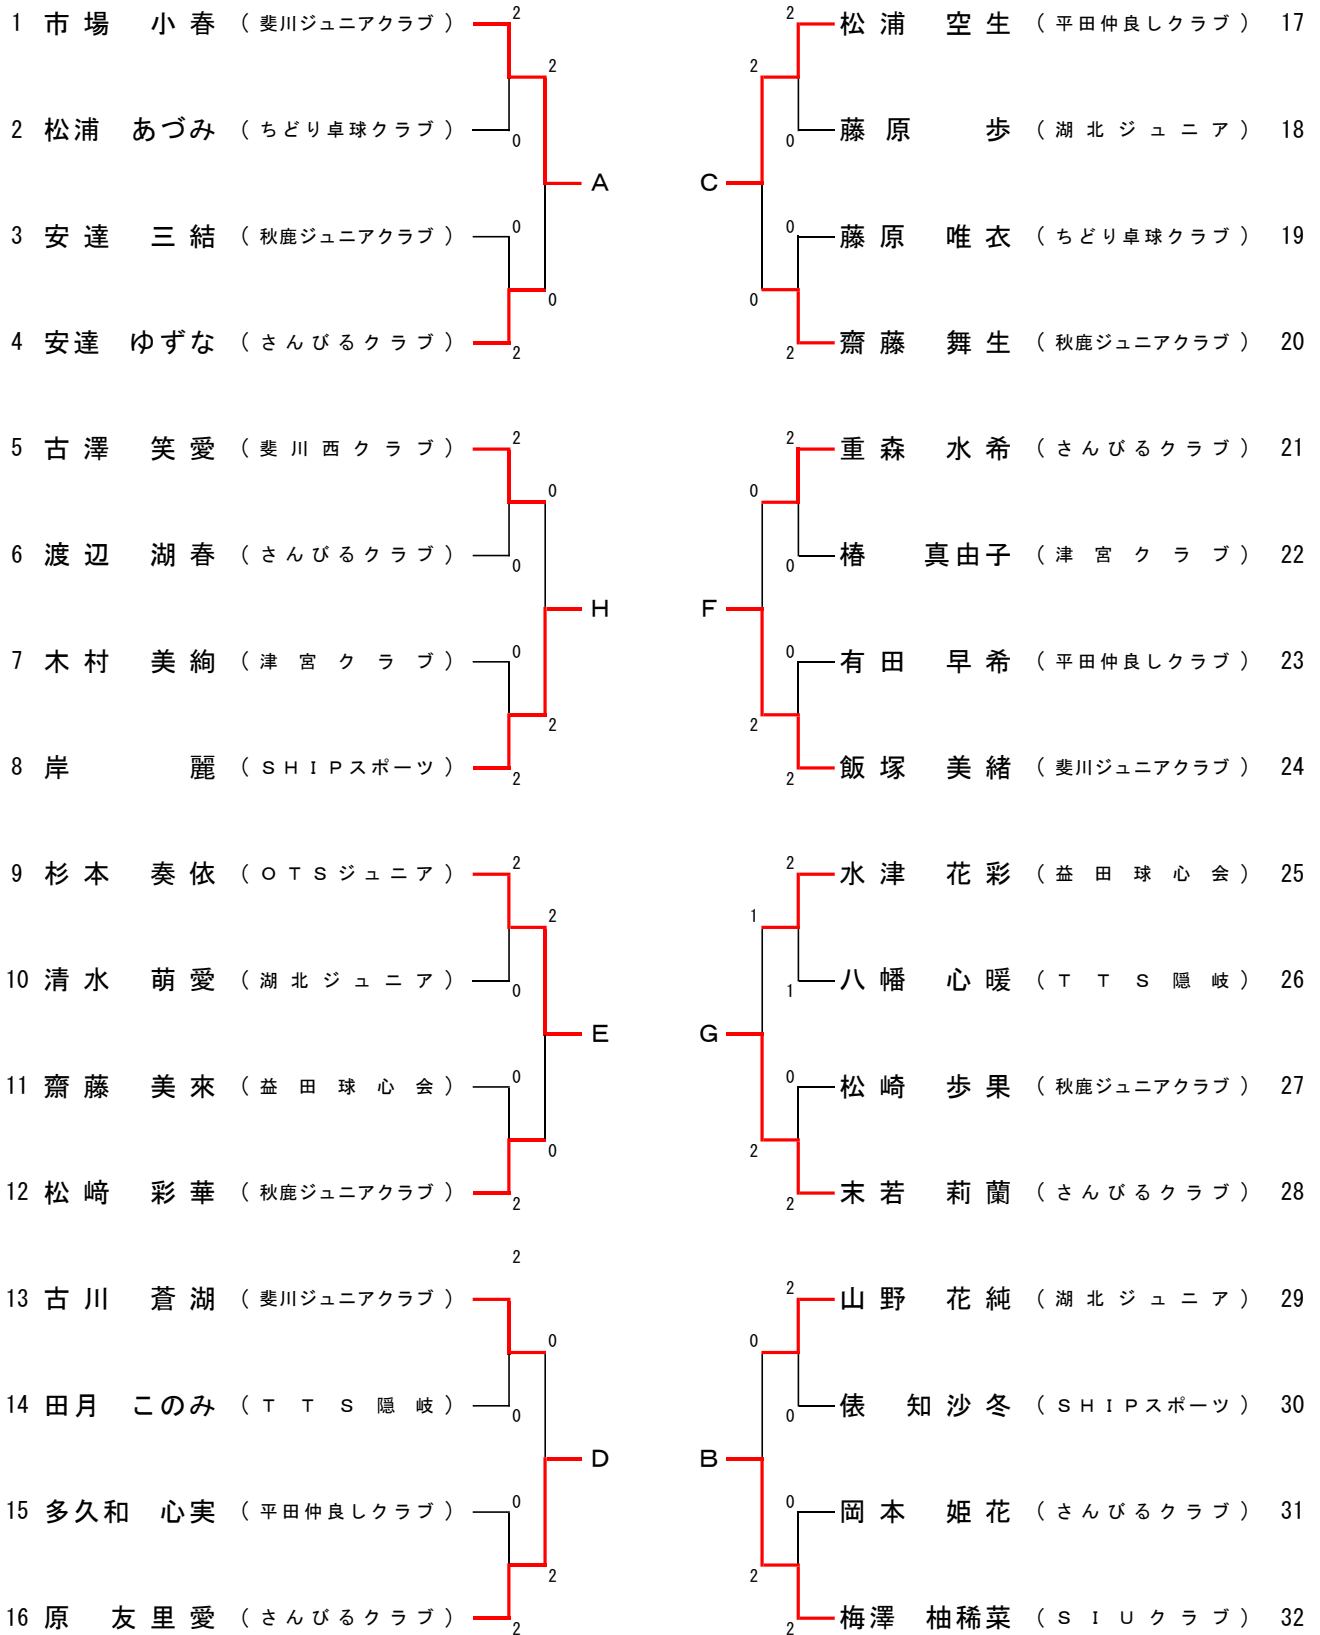 1 市場 小春 (斐川ジュニアクラブ) 2
2
2 松浦 あづみ (ちどり卓球クラブ) 0
A
3 安達 三結 (秋鹿ジュニアクラブ) 0
0
4 安達 ゆずな (さんびるクラブ) 2
5 古澤 笑愛 (斐川西クラブ) 2
0
6 渡辺 湖春 (さんびるクラブ) 0
H
7 木村 美絢 (津宮クラブ) 0
2
8 岸 麗 (SHIPスポーツ) 2
9 杉本 奏依 (OTSジュニア) 2
2
10 清水 萌愛 (湖北ジュニア) 0
E
11 齋藤 美來 (益田球心会) 0
0
12 松﨑 彩華 (秋鹿ジュニアクラブ) 2
2
13 古川 蒼湖 (斐川ジュニアクラブ)
0
14 田月 このみ (TTS隠岐) 0
D
15 多久和 心実 (平田仲良しクラブ) 0
2
16 原 友里愛 (さんびるクラブ) 2
2 松浦 空生 (平田仲良しクラブ) 17
2
0 藤原 歩 (湖北ジュニア) 18
C
0 藤原 唯衣 (ちどり卓球クラブ) 19
0
2 齋藤 舞生 (秋鹿ジュニアクラブ) 20
2 重森 水希 (さんびるクラブ) 21
0
0 椿 真由子 (津宮クラブ) 22
F
0 有田 早希 (平田仲良しクラブ) 23
2
2 飯塚 美緒 (斐川ジュニアクラブ) 24
2 水津 花彩 (益田球心会) 25
1
1 八幡 心暖 (TTS隠岐) 26
G
0 松崎 歩果 (秋鹿ジュニアクラブ) 27
2
2 末若 莉蘭 (さんびるクラブ) 28
2 山野 花純 (湖北ジュニア) 29
0
0 俵 知沙冬 (SHIPスポーツ) 30
B
0 岡本 姫花 (さんびるクラブ) 31
2
2 梅澤 柚稀菜 (SIUクラブ) 32